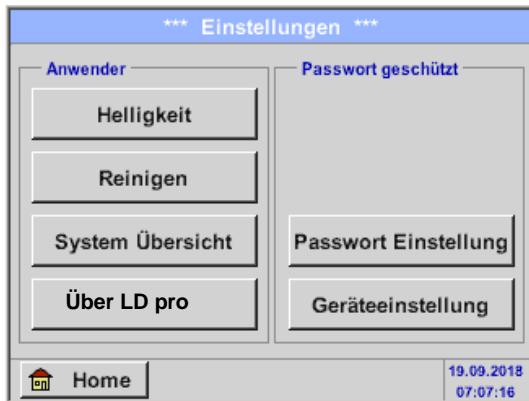 *** Einstellungen ***
Anwender
Helligkeit
Reinigen
System Übersicht
Über LD pro
Passwort geschützt
Passwort Einstellung
Geräteeinstellung
Home
19.09.2018
07:07:16